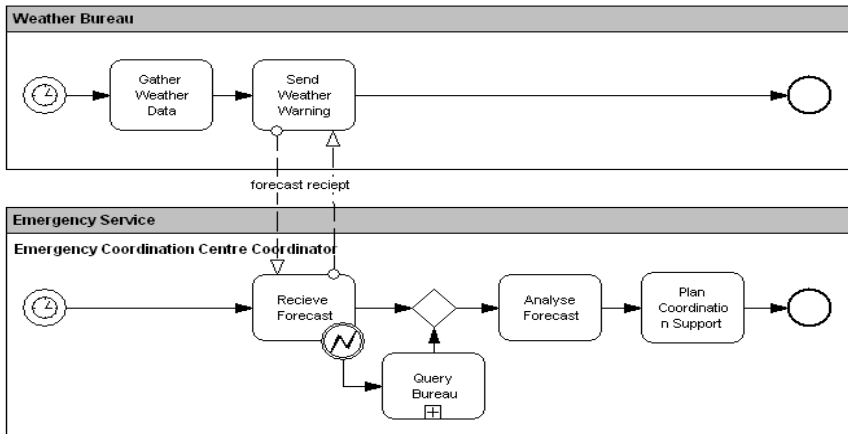 Weather Bureau
Gather
Weather
Data
Send
Weather
Warning
forecast reciept
Emergency Service
Emergency Coordination Centre Coordinator
Recieve
Forecast
Analyse
Forecast
Plan
Coordinatio
n Support
Query
Bureau